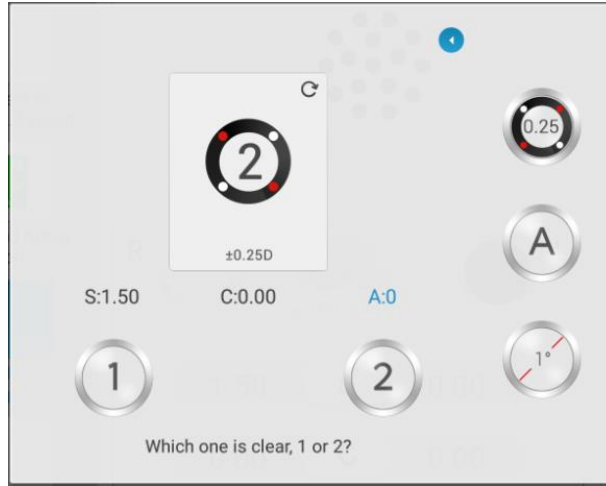 0.25
2
±0.25D
A
S:1.50 C:0.00 A:0
1°
1 2
Which one is clear, 1 or 2?